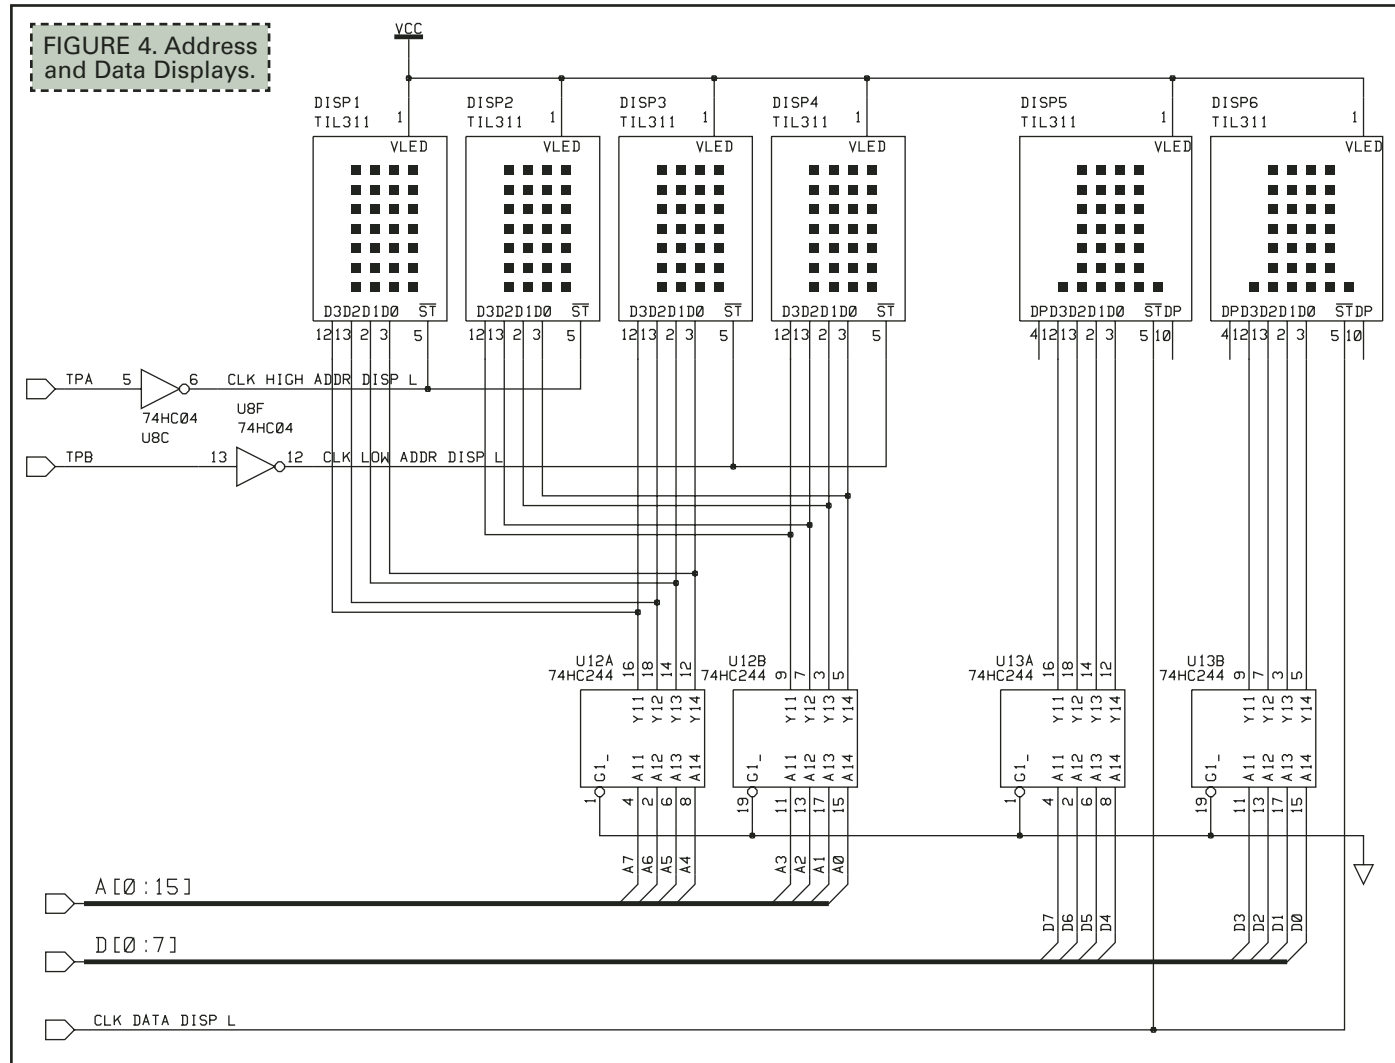 FIGURE 4. Address
and Data Displays.
VCC
DISP1
TIL311
1
VLED
D3D2D1D0
ST
12 13 2 3 5
DISP2
TIL311
1
VLED
D3D2D1D0
ST
12 13 2 3 5
DISP3
TIL311
1
VLED
D3D2D1D0
ST
12 13 2 3 5
DISP4
TIL311
1
VLED
D3D2D1D0
ST
12 13 2 3 5
DISP5
TIL311
1
VLED
DPD3D2D1D0
STDP
4 12 13 2 3 5 10
DISP6
TIL311
1
VLED
DPD3D2D1D0
STDP
4 12 13 2 3 5 10
TPA
5
6
CLK HIGH ADDR DISP L
74HC04
U8C
U8F
74HC04
TPB
13
12
CLK LOW ADDR DISP L
U12A
74HC244
16 18 14 12
Y11 Y12 Y13 Y14
G1_ A11 A12 A13 A14
1 4 2 6 8
A7 A6 A5 A4
U12B
74HC244
9 7 3 5
Y11 Y12 Y13 Y14
G1_ A11 A12 A13 A14
19 11 13 17 15
A3 A2 A1 A0
U13A
74HC244
16 18 14 12
Y11 Y12 Y13 Y14
G1_ A11 A12 A13 A14
1 4 2 6 8
D7 D6 D5 D4
U13B
74HC244
9 7 3 5
Y11 Y12 Y13 Y14
G1_ A11 A12 A13 A14
19 11 13 17 15
D3 D2 D1 D0
A[0:15]
D[0:7]
CLK DATA DISP L